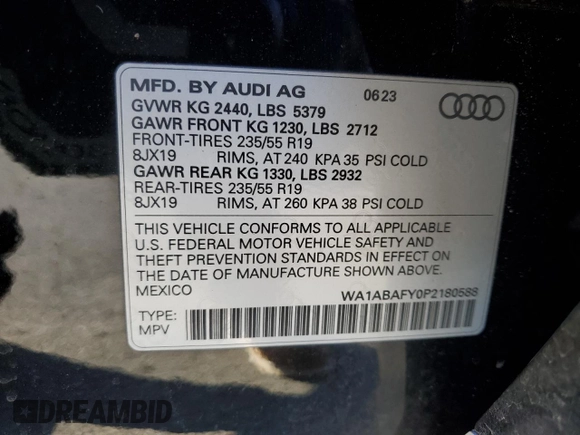 MFD. BY AUDI AG 0623
GVWR KG 2440, LBS 5379
GAWR FRONT KG 1230, LBS 2712
FRONT-TIRES 235/55 R19
8JX19 RIMS, AT 240 KPA 35 PSI COLD
GAWR REAR KG 1330, LBS 2932
REAR-TIRES 235/55 R19
8JX19 RIMS, AT 260 KPA 38 PSI COLD
THIS VEHICLE CONFORMS TO ALL APPLICABLE
U.S. FEDERAL MOTOR VEHICLE SAFETY AND
THEFT PREVENTION STANDARDS IN EFFECT ON
THE DATE OF MANUFACTURE SHOWN ABOVE.
MEXICO WA1ABAFY0P2180588
TYPE:
MPV
DREAMBID